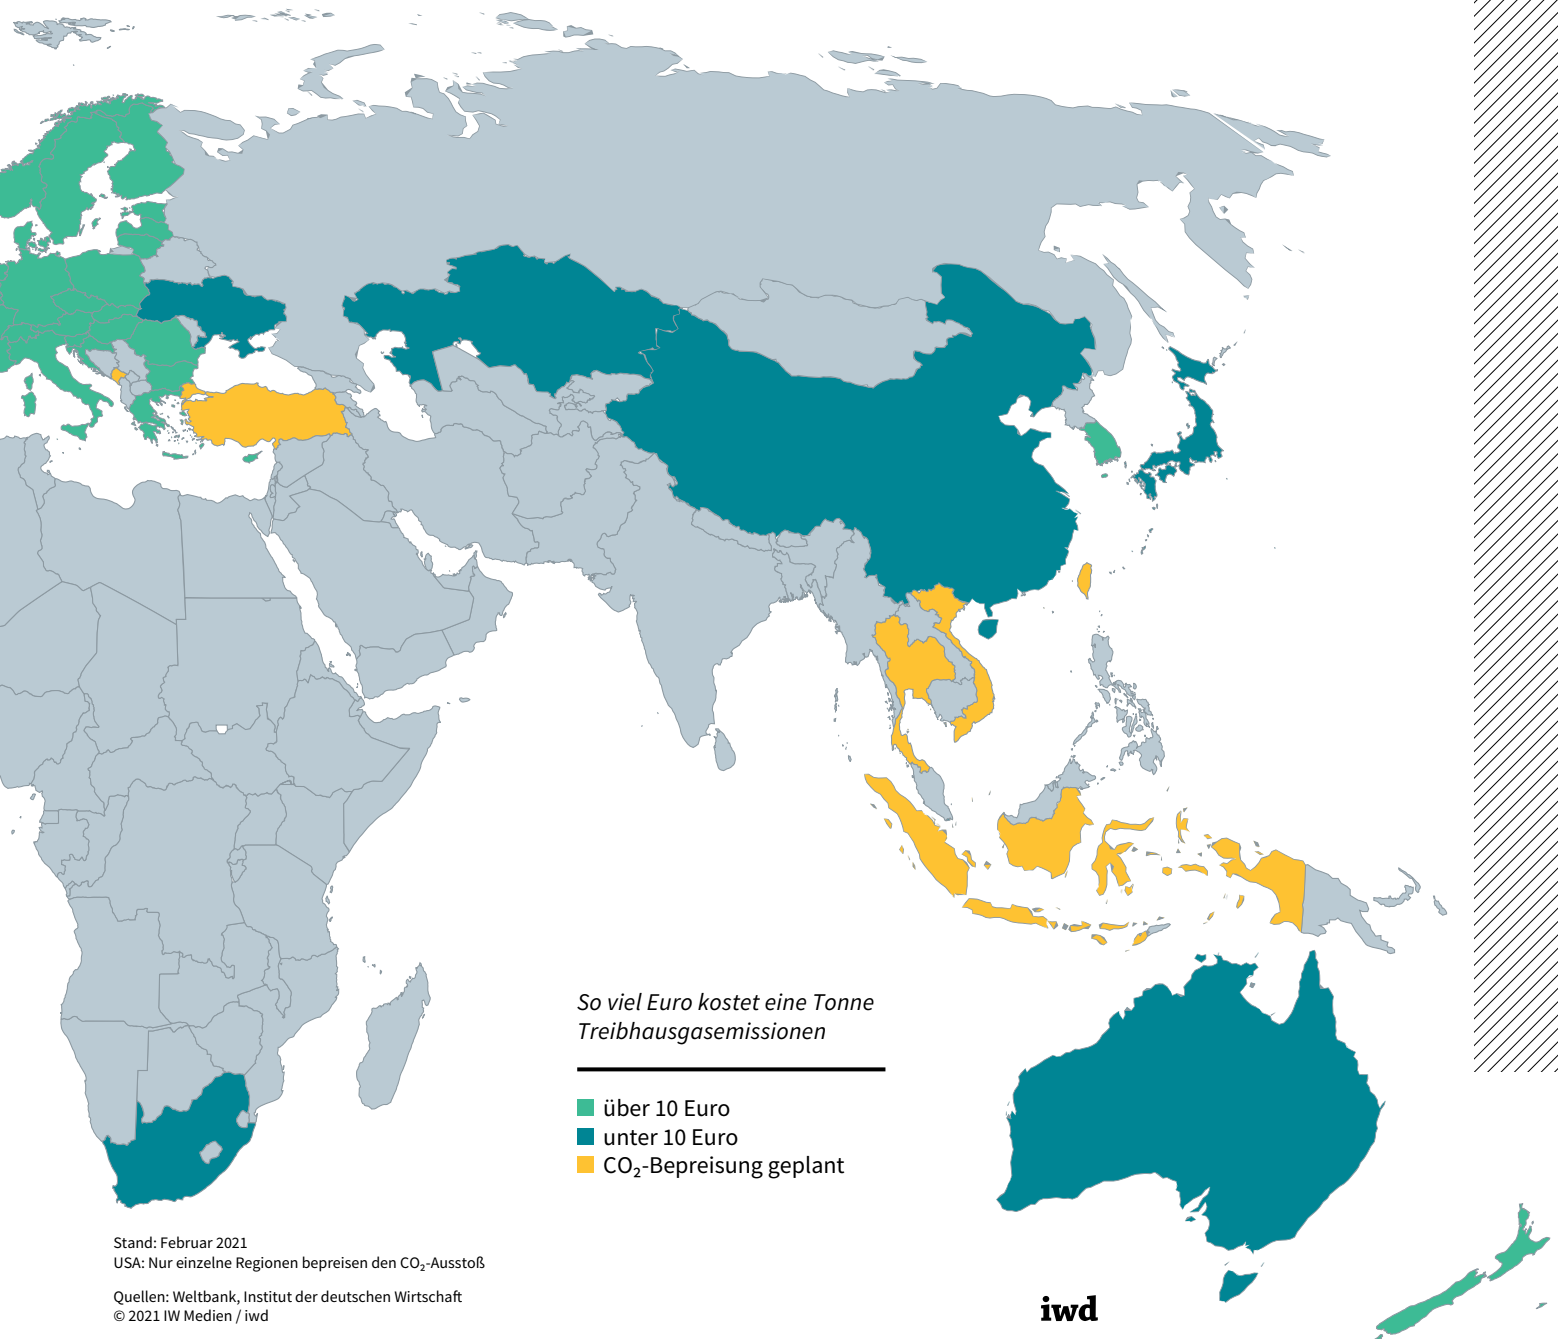 So viel Euro kostet eine Tonne
Treibhausgasemissionen
über 10 Euro
unter 10 Euro
CO₂-Bepreisung geplant
Stand: Februar 2021
USA: Nur einzelne Regionen bepreisen den CO₂-Ausstoß
Quellen: Weltbank, Institut der deutschen Wirtschaft
© 2021 IW Medien / iwd
iwd